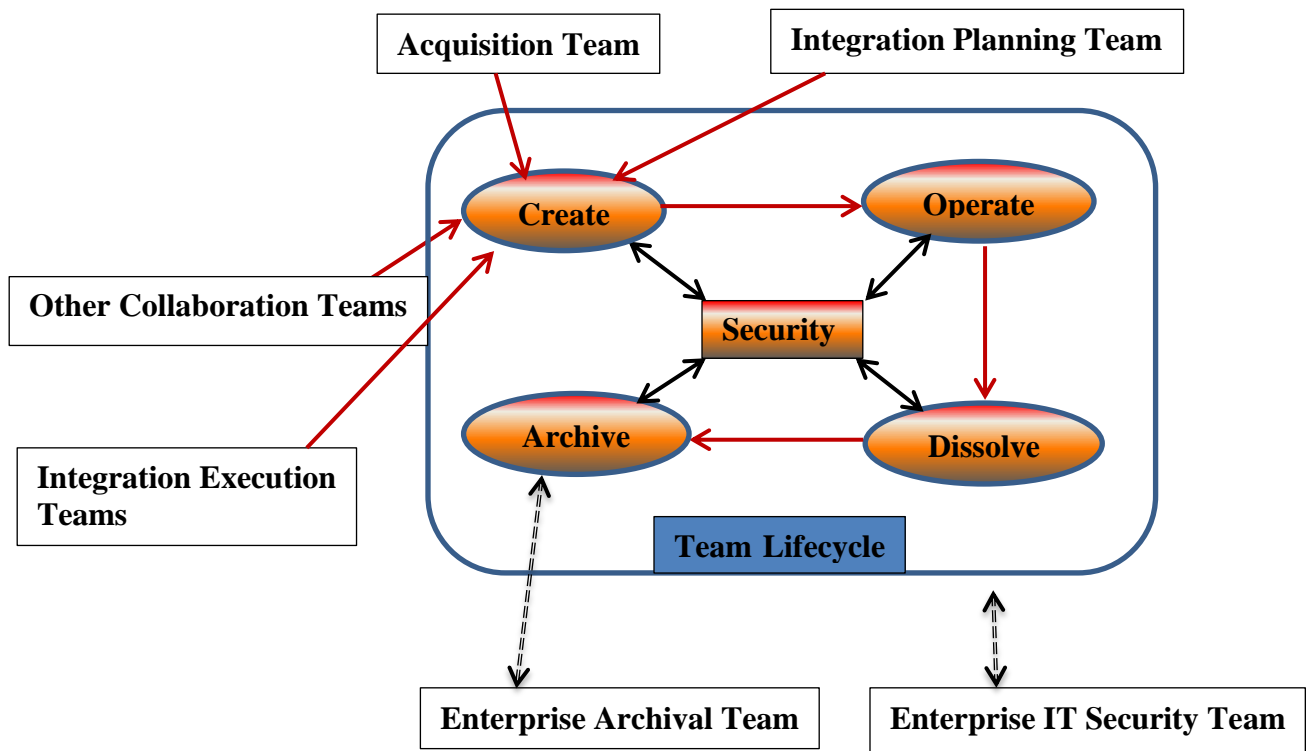 Acquisition Team
Integration Planning Team
Create
Operate
Other Collaboration Teams
Security
Archive
Dissolve
Integration Execution
Teams
Team Lifecycle
Enterprise Archival Team
Enterprise IT Security Team